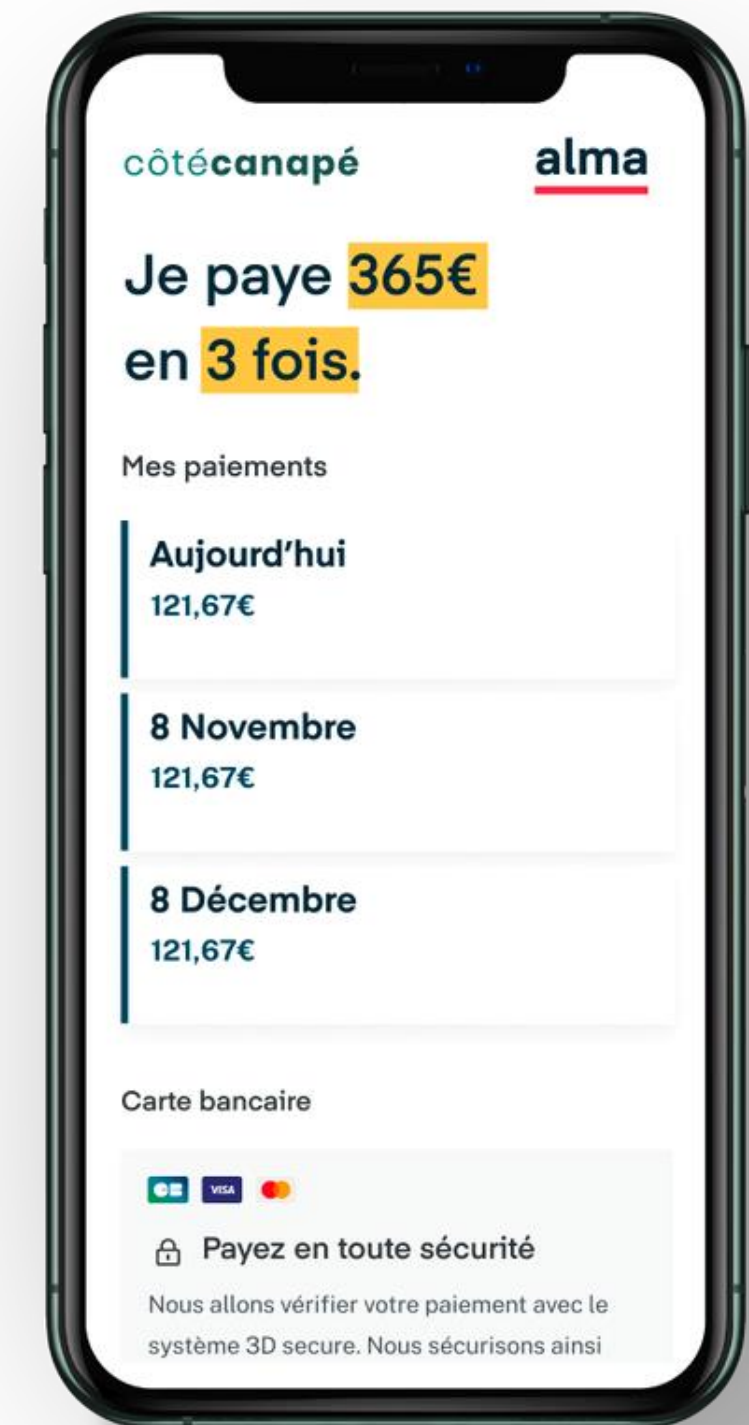 côtécanapé alma
Je paye 365€
en 3 fois.
Mes paiements
Aujourd’hui
121,67€
8 Novembre
121,67€
8 Décembre
121,67€
Carte bancaire
CB VISA
Payez en toute sécurité
Nous allons vérifier votre paiement avec le
système 3D secure. Nous sécurisons ainsi